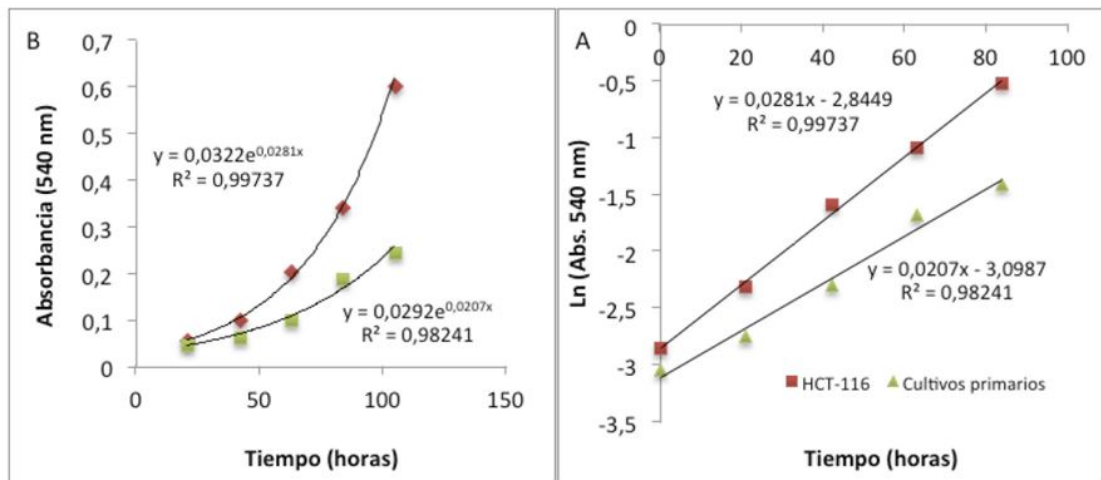 B
0,7
0,6
0,5
0,4
0,3
0,2
0,1
0
0
50
100
150
Absorbancia (540 nm)
Tiempo (horas)
y = 0,0322e^0,0281x
R² = 0,99737
y = 0,0292e^0,0207x
R² = 0,98241
A
0
-0,5
-1
-1,5
-2
-2,5
-3
-3,5
0
20
40
60
80
100
Ln (Abs. 540 nm)
Tiempo (horas)
y = 0,0281x - 2,8449
R² = 0,99737
y = 0,0207x - 3,0987
R² = 0,98241
HCT-116
Cultivos primarios